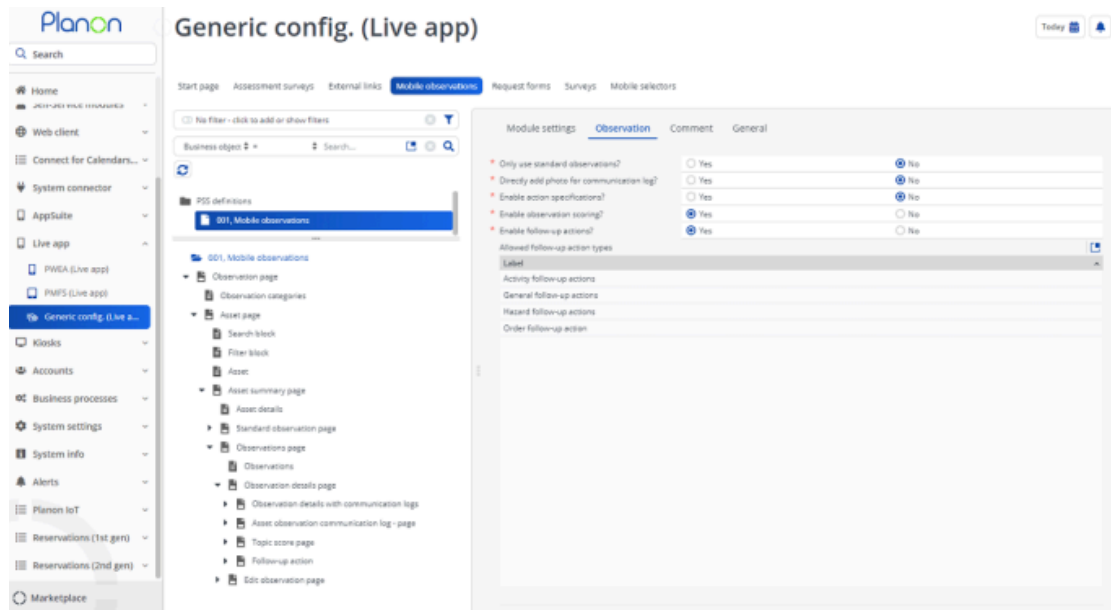 Planon
Generic config. (Live app)
Today
Search
Home
Self-Service modules
Web client
Connect for Calendars...
System connector
AppSuite
Live app
PWEA (Live app)
PMFS (Live app)
Generic config. (Live a...
Kiosks
Accounts
Business processes
System settings
System info
Alerts
Planon IoT
Reservations (1st gen)
Reservations (2nd gen)
Marketplace
Start page Assessment surveys External links Mobile observations Request forms Surveys Mobile selectors
No filter - click to add or show filters
Business object Search...
PSS definitions
001, Mobile observations
001, Mobile observations
Observation page
Observation categories
Asset page
Search block
Filter block
Asset
Asset summary page
Asset details
Standard observation page
Observations page
Observations
Observation details page
Observation details with communication logs
Asset observation communication log - page
Topic score page
Follow-up action
Edit observation page
Module settings Observation Comment General
* Only use standard observations? Yes No
* Directly add photo for communication log? Yes No
* Enable action specifications? Yes No
* Enable observation scoring? Yes No
* Enable follow-up actions? Yes No
Allowed follow-up action types
Label
Activity follow-up actions
General follow-up actions
Hazard follow-up actions
Order follow-up action